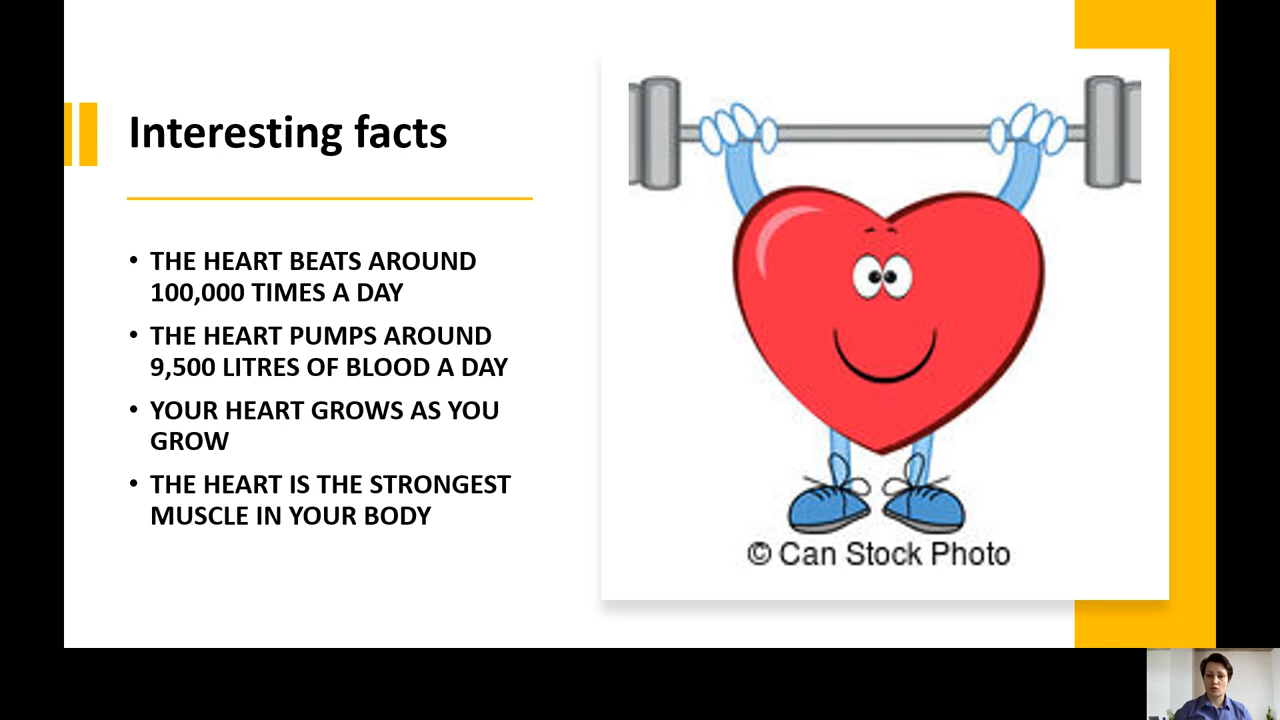 Interesting facts
• THE HEART BEATS AROUND
100,000 TIMES A DAY
• THE HEART PUMPS AROUND
9,500 LITRES OF BLOOD A DAY
• YOUR HEART GROWS AS YOU
GROW
• THE HEART IS THE STRONGEST
MUSCLE IN YOUR BODY
© Can Stock Photo